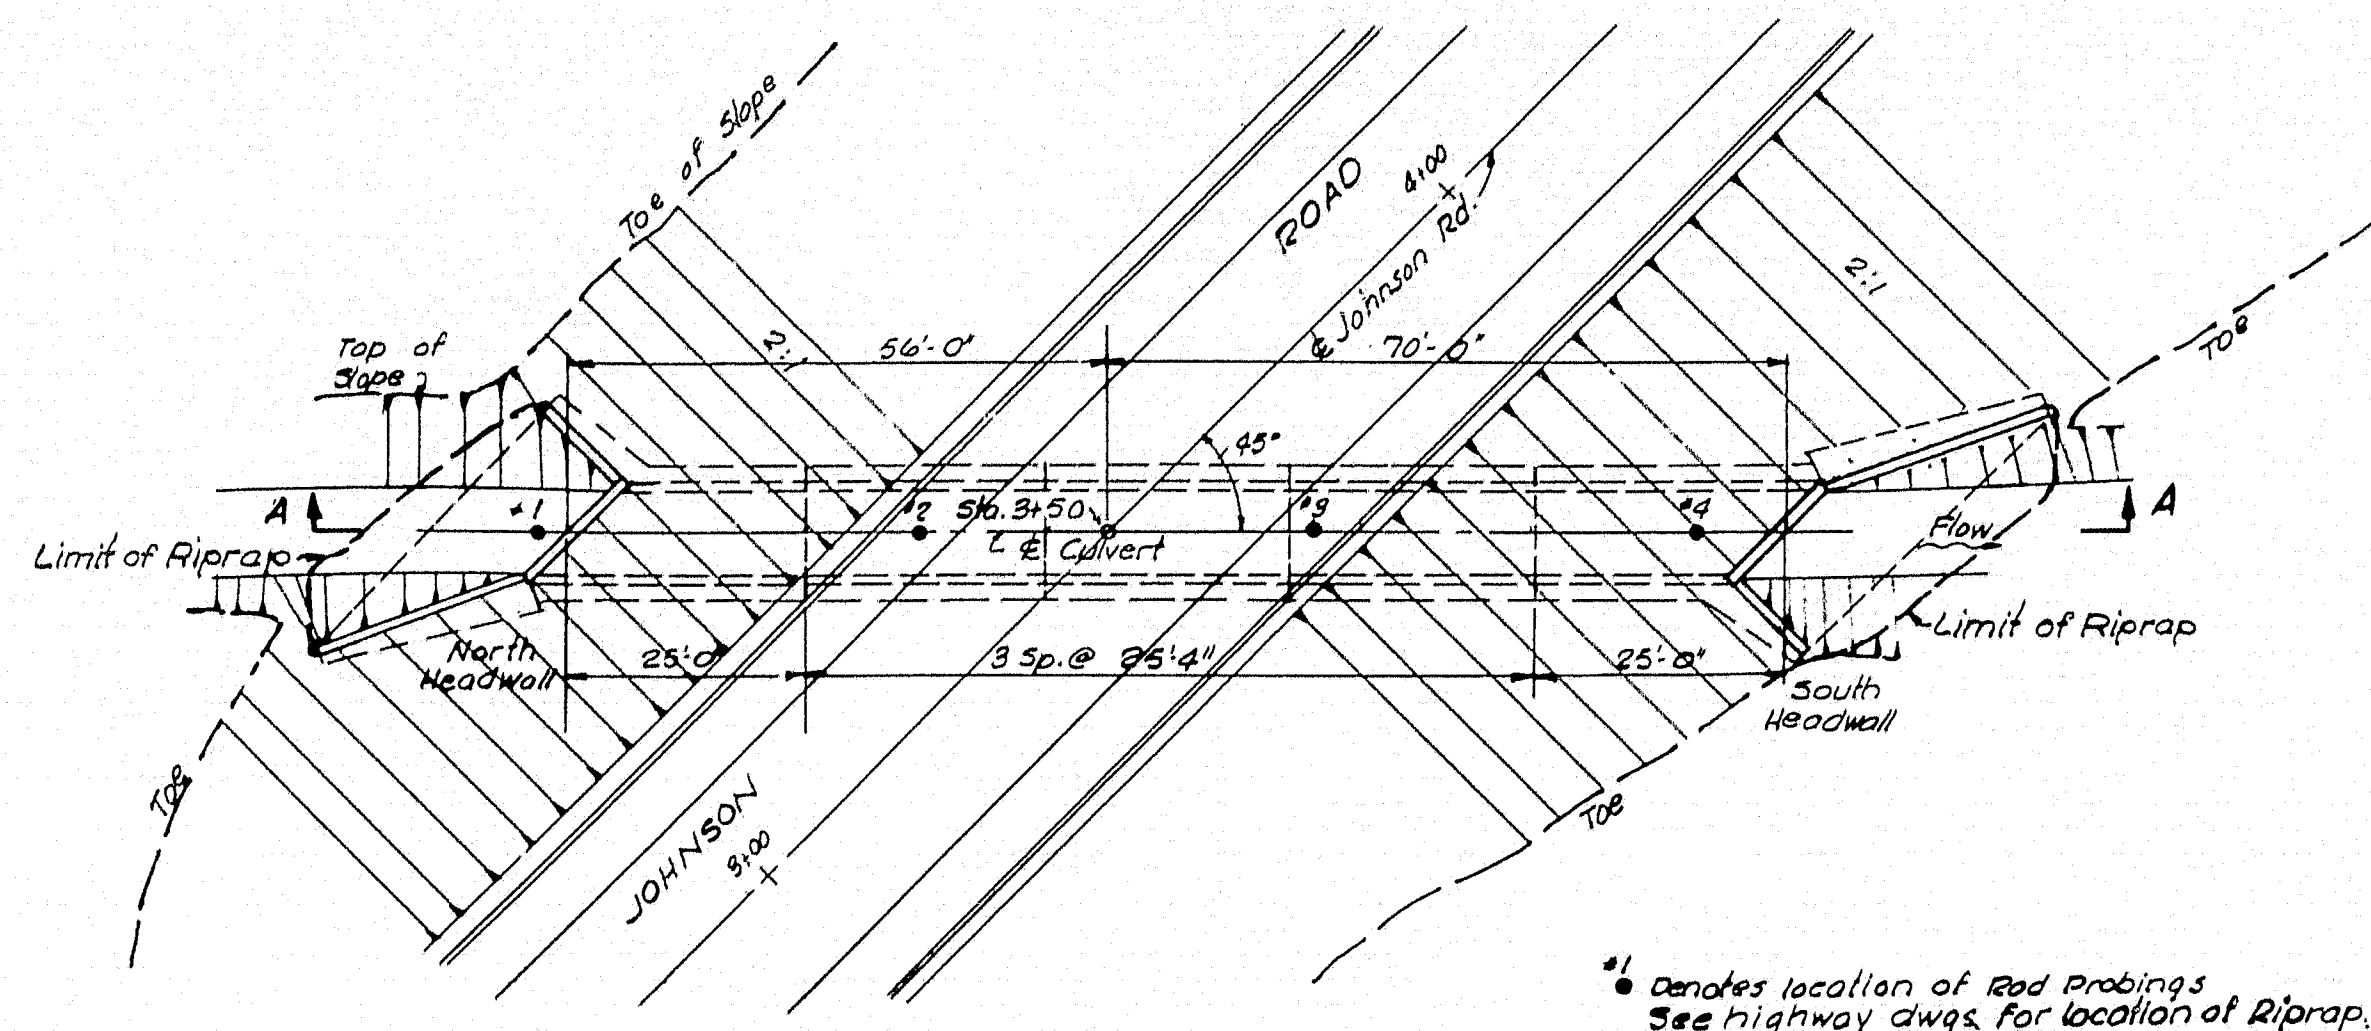 Toe of Slope
ROAD
4+00
℄ Johnson Rd.
2:1
2:1
Toe
Top of
Slope
56'-0"
70'-0"
45°
A
#1
#2
Sta. 3+50
#3
#4
A
Flow
℄ Culvert
Limit of Riprap
Limit of Riprap
North
Headwall
25'-0"
3 Sp. @ 25'4"
25'-0"
South
Headwall
Toe
Toe
JOHNSON
3+00
#1
Denotes location of Rod Probings
See highway dwgs. for location of Riprap.